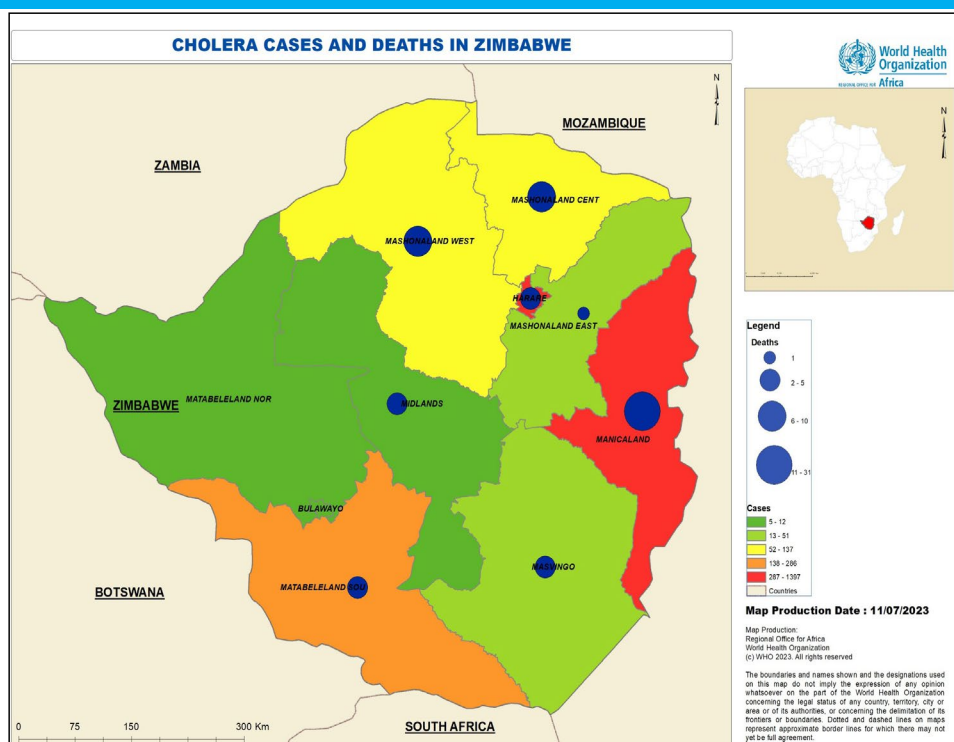 CHOLERA CASES AND DEATHS IN ZIMBABWE
World Health
Organization
REGIONAL OFFICE FOR Africa
N
MOZAMBIQUE
ZAMBIA
MASHONALAND CENT
MASHONALAND WEST
HARARE
MASHONALAND EAST
ZIMBABWE
MATABELELAND NOR
MIDLANDS
MANICALAND
BULAWAYO
MASVINGO
MATABELELAND SOU
BOTSWANA
SOUTH AFRICA
0 75 150 300 Km
N
Legend
Deaths
1
2 - 5
6 - 10
11 - 31
Cases
5 - 12
13 - 51
52 - 137
138 - 286
287 - 1397
Countries
Map Production Date : 11/07/2023
Map Production:
Regional Office for Africa
World Health Organization
(c) WHO 2023. All rights reserved
The boundaries and names shown and the designations used
on this map do not imply the expression of any opinion
whatsoever on the part of the World Health Organization
concerning the legal status of any country, territory, city or
area or of its authorities, or concerning the delimitation of its
frontiers or boundaries. Dotted and dashed lines on maps
represent approximate border lines for which there may not
yet be full agreement.